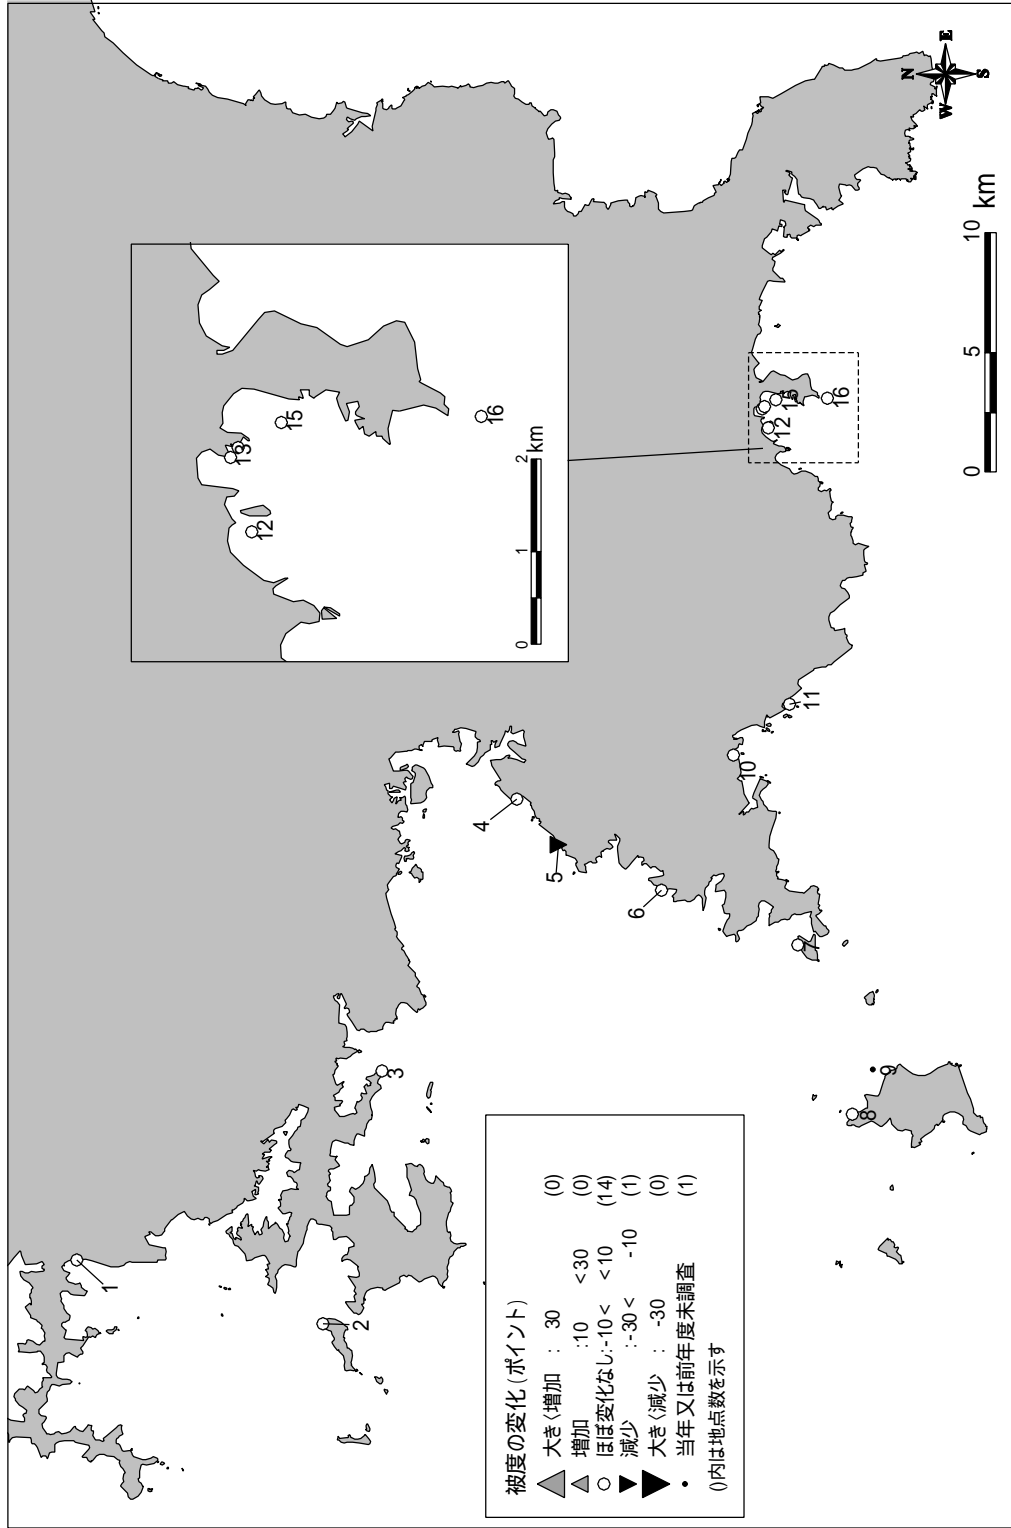 1
2
3
4
5
6
7
8
9
10
11
12
15
16
12
13
15
16
0 1 2 km
N
E
S
W
0 5 10 km
被度の変化(ポイント)
大きく増加 : 30 (0)
増加 :10 <30 (0)
ほぼ変化なし:-10< <10 (14)
減少 :-30< -10 (1)
大きく減少 : -30 (0)
当年又は前年度未調査 (1)
()内は地点数を示す